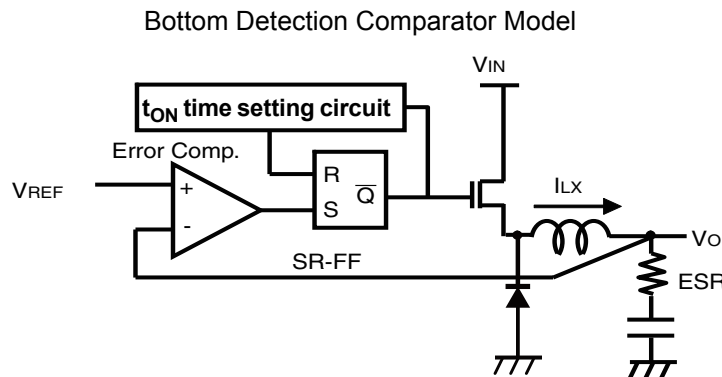 Bottom Detection Comparator Model
VIN
tON time setting circuit
Error Comp.
R
Q
S
ILX
VREF
+
-
VO
SR-FF
ESR